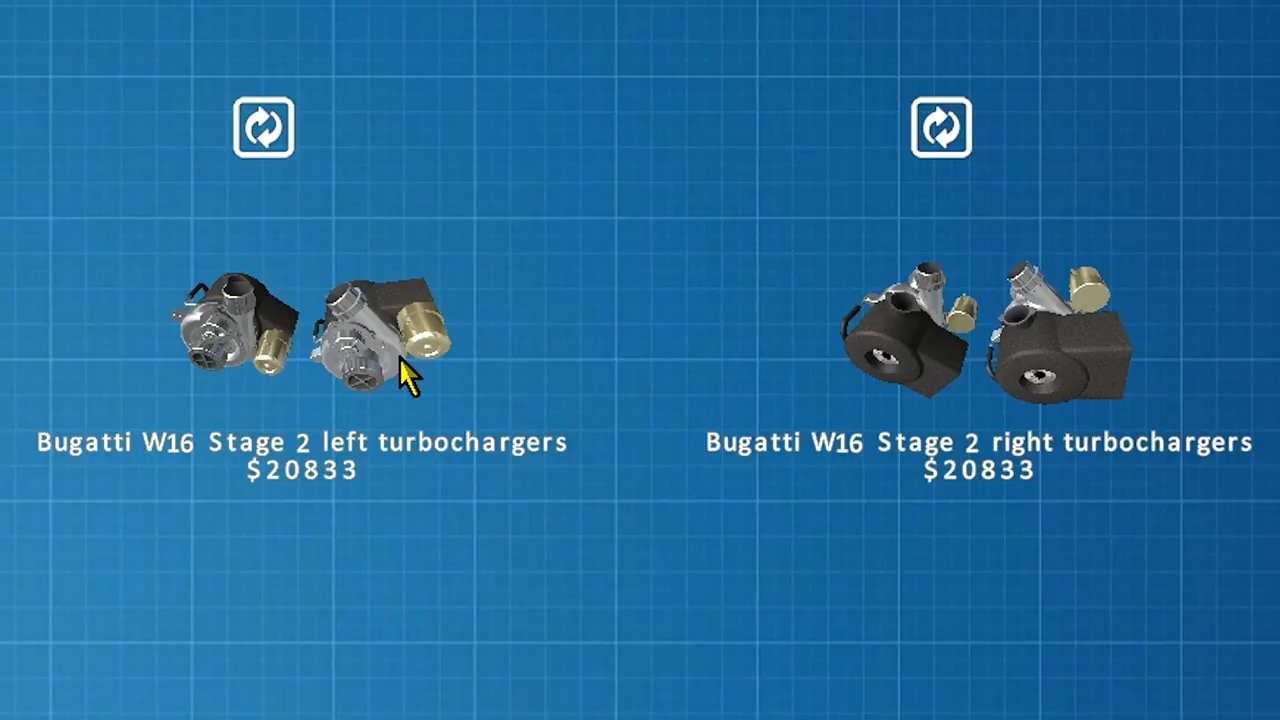 Bugatti W16 Stage 2 left turbochargers
$20833
Bugatti W16 Stage 2 right turbochargers
$20833